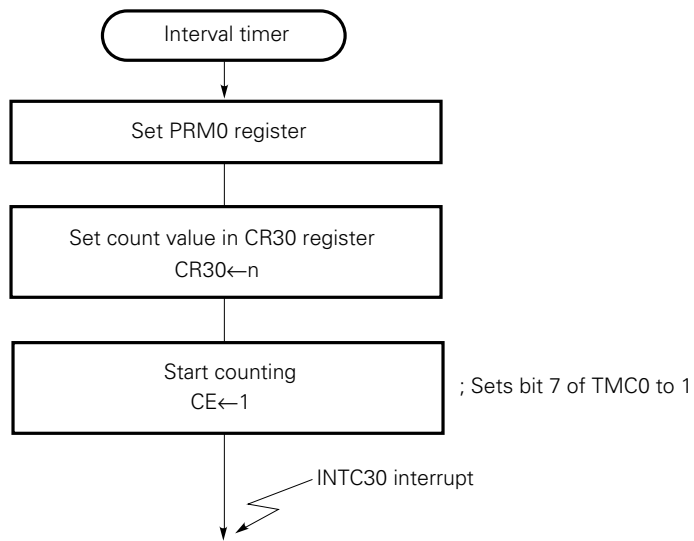 Interval timer
Set PRM0 register
Set count value in CR30 register
CR30←n
Start counting
CE←1
; Sets bit 7 of TMC0 to 1
INTC30 interrupt